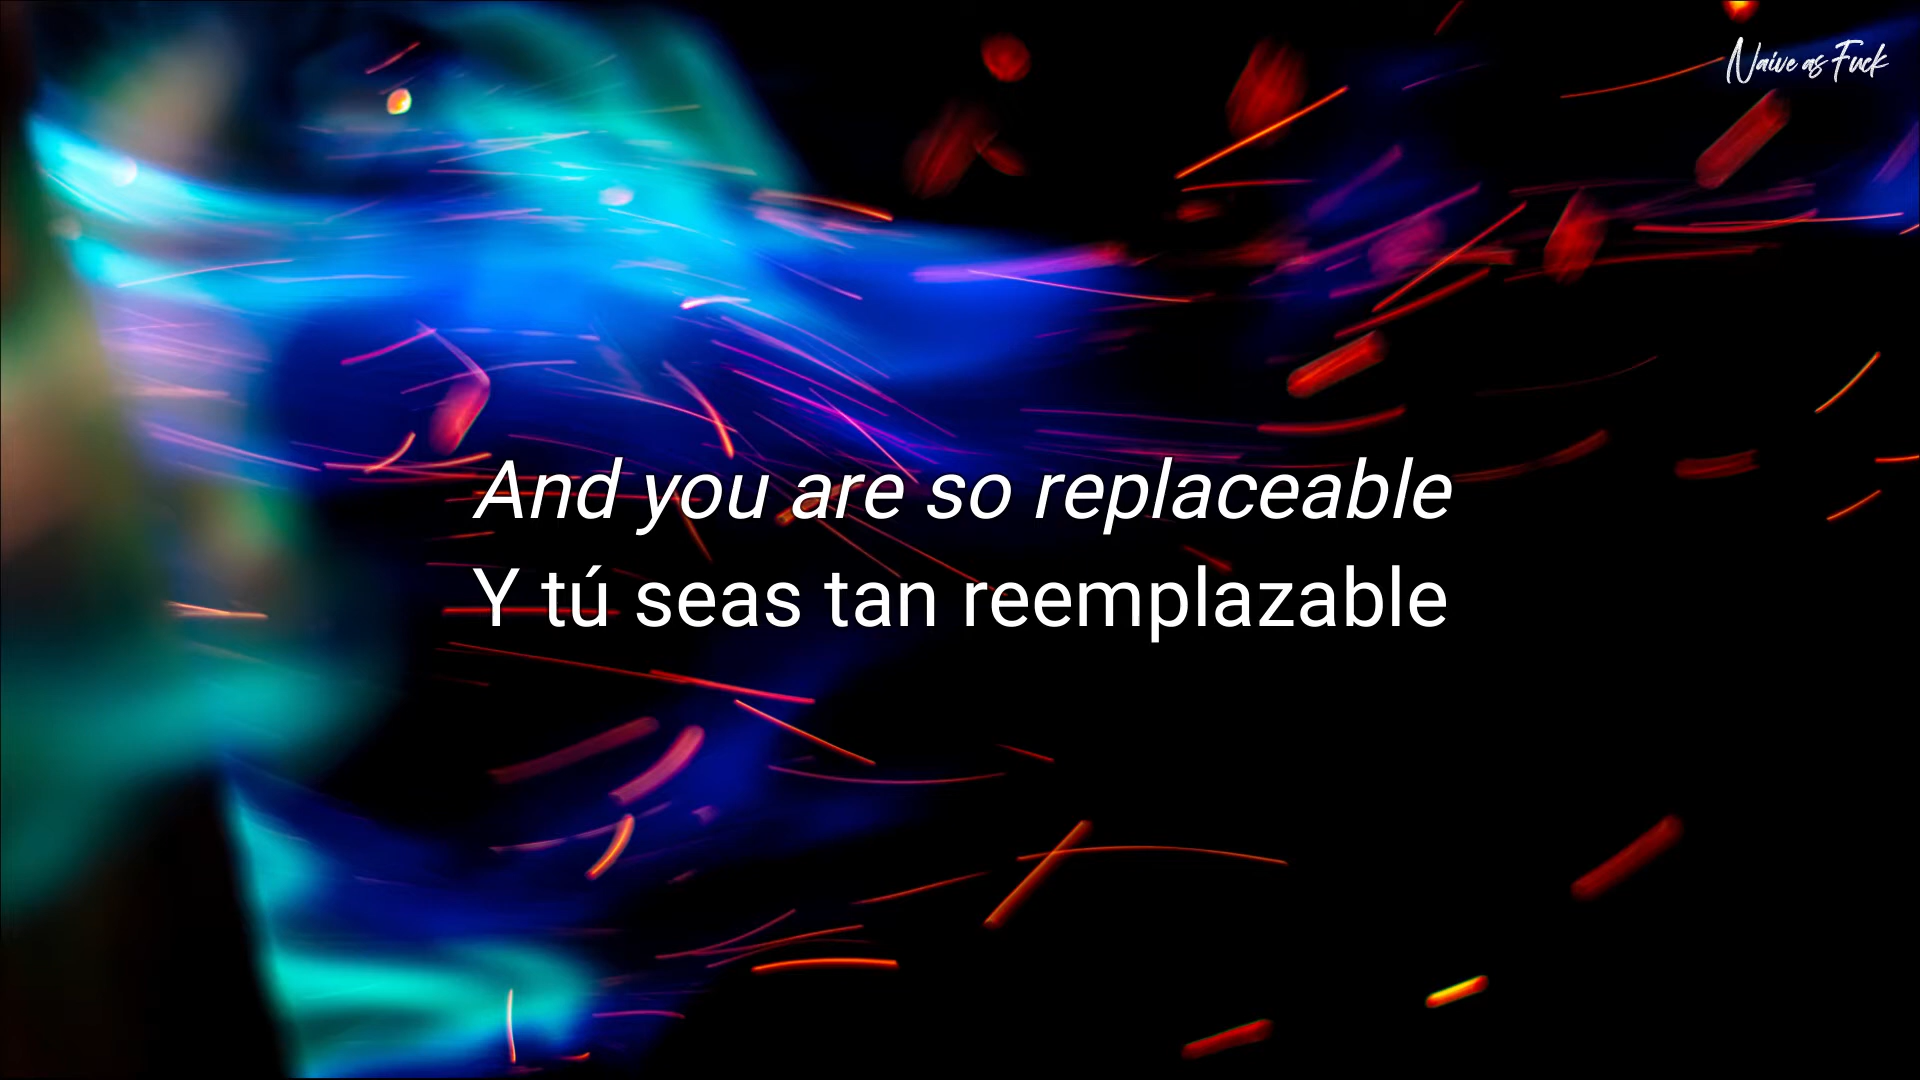 Naive as Fuck
And you are so replaceable
Y tú seas tan reemplazable